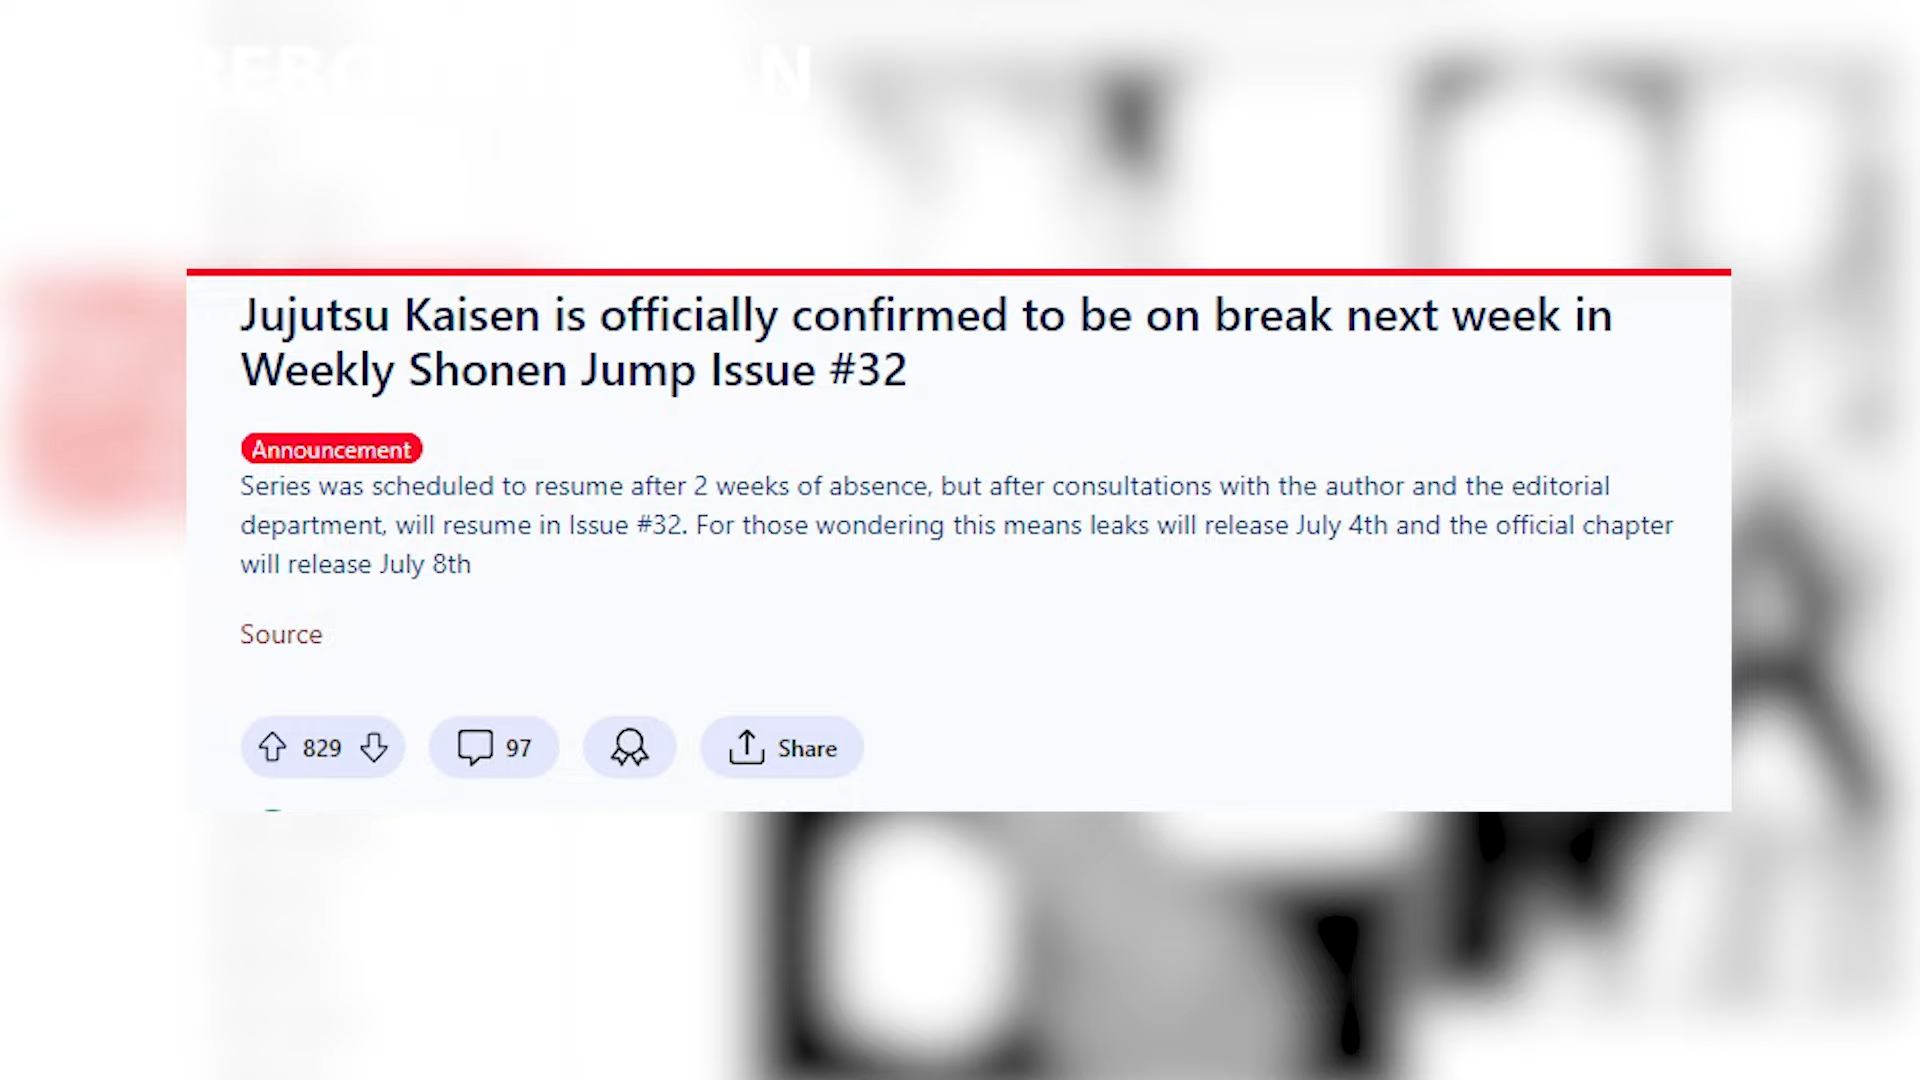 Jujutsu Kaisen is officially confirmed to be on break next week in
Weekly Shonen Jump Issue #32
Announcement
Series was scheduled to resume after 2 weeks of absence, but after consultations with the author and the editorial
department, will resume in Issue #32. For those wondering this means leaks will release July 4th and the official chapter
will release July 8th
Source
829 97 Share